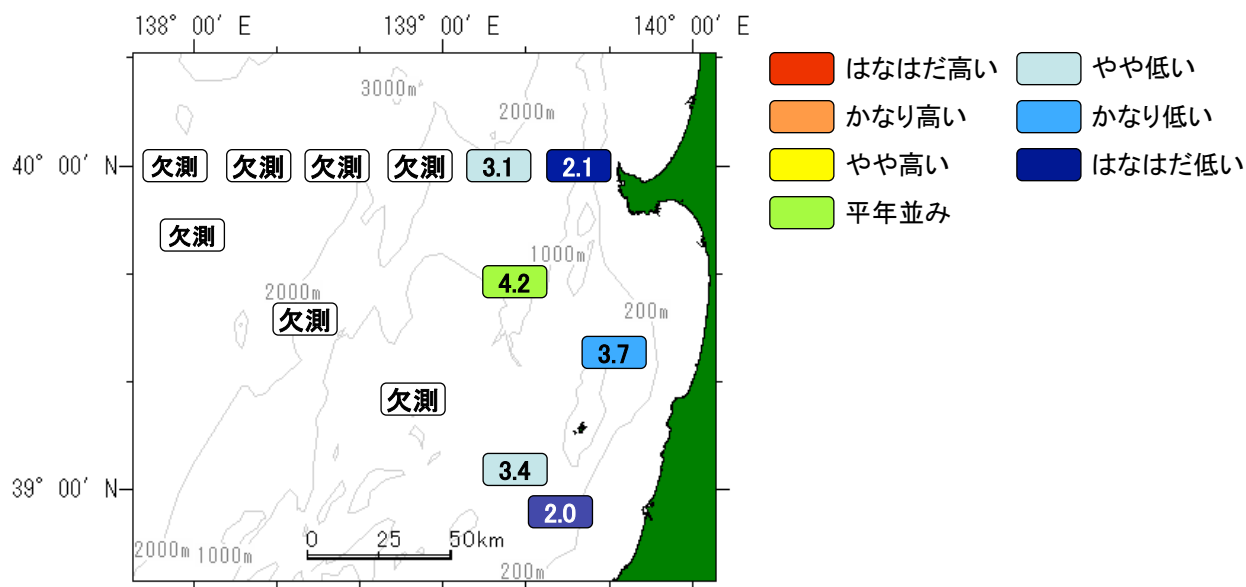 138° 00′ E 139° 00′ E 140° 00′ E
はなはだ高い やや低い
かなり高い かなり低い
やや高い はなはだ低い
平年並み
3000m
2000m
40° 00′ N
欠測 欠測 欠測 欠測 3.1 2.1
欠測
1000m
4.2
2000m
200m
欠測
3.7
欠測
3.4
39° 00′ N
2.0
0 25 50km
2000m 1000m
200m